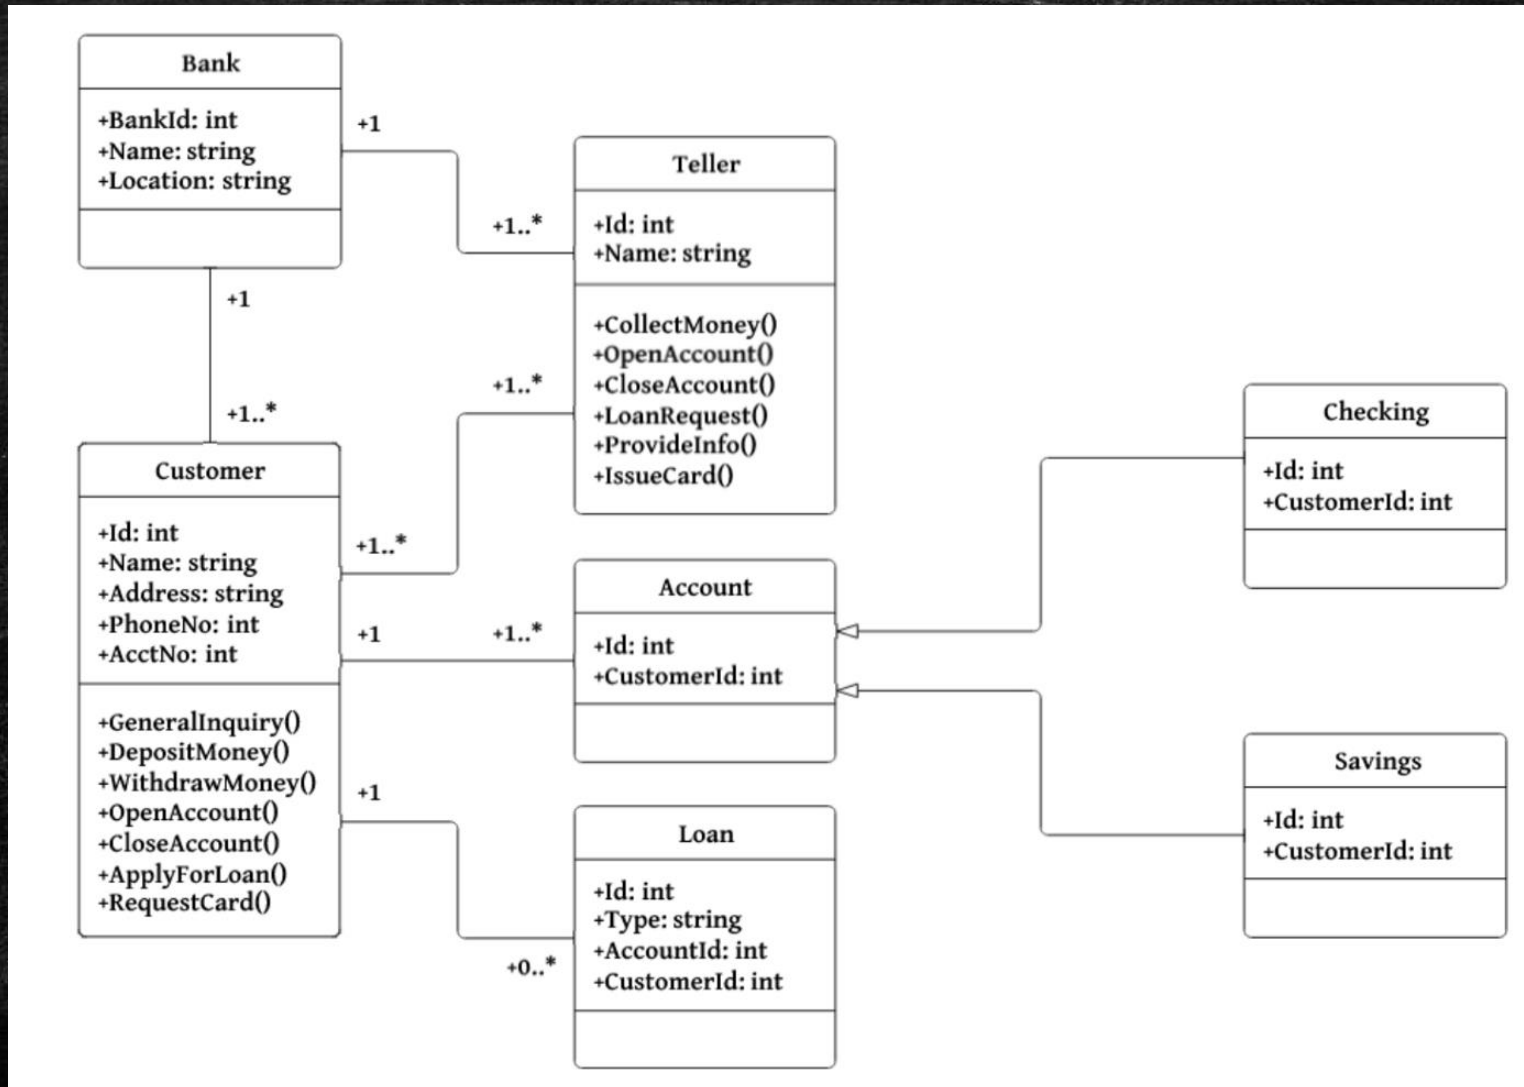 Bank
+BankId: int
+Name: string
+Location: string
+1
+1..*
Teller
+Id: int
+Name: string
+CollectMoney()
+OpenAccount()
+CloseAccount()
+LoanRequest()
+ProvideInfo()
+IssueCard()
+1
+1..*
+1..*
+1..*
Customer
+Id: int
+Name: string
+Address: string
+PhoneNo: int
+AcctNo: int
+GeneralInquiry()
+DepositMoney()
+WithdrawMoney()
+OpenAccount()
+CloseAccount()
+ApplyForLoan()
+RequestCard()
+1
+1..*
Account
+Id: int
+CustomerId: int
+1
+0..*
Loan
+Id: int
+Type: string
+AccountId: int
+CustomerId: int
Checking
+Id: int
+CustomerId: int
Savings
+Id: int
+CustomerId: int